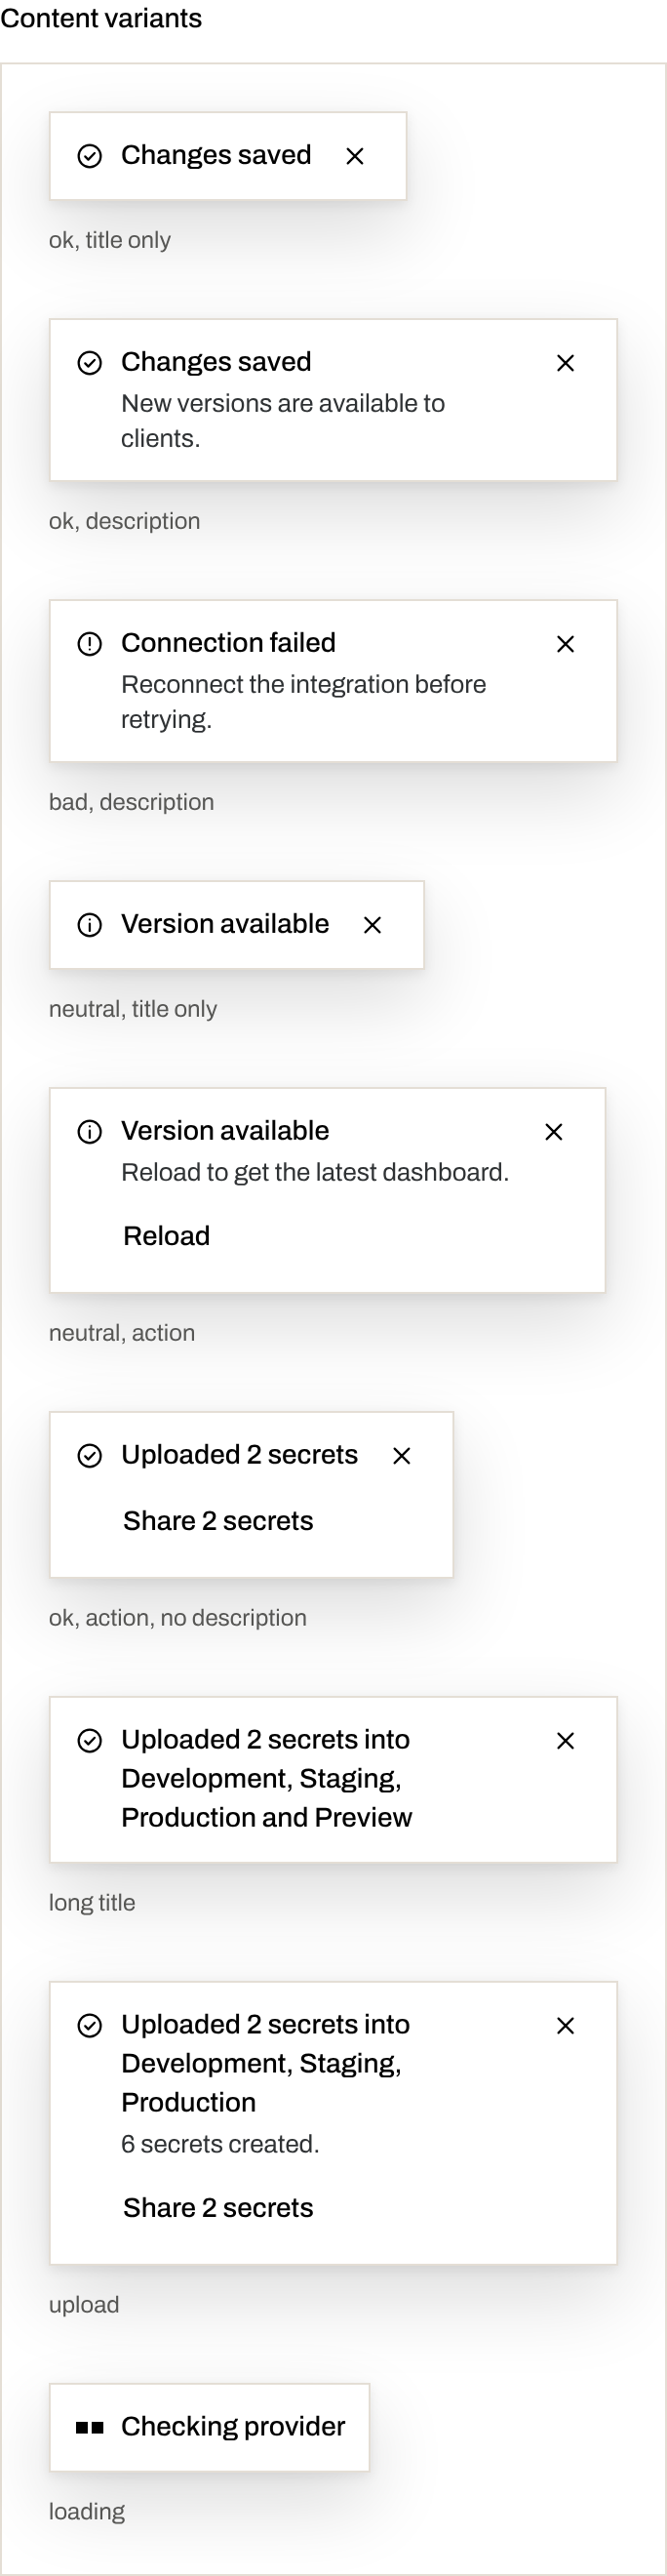 Content variants
Changes saved
ok, title only
Changes saved
New versions are available to
clients.
ok, description
Connection failed
Reconnect the integration before
retrying.
bad, description
Version available
neutral, title only
Version available
Reload to get the latest dashboard.
Reload
neutral, action
Uploaded 2 secrets
Share 2 secrets
ok, action, no description
Uploaded 2 secrets into
Development, Staging,
Production and Preview
long title
Uploaded 2 secrets into
Development, Staging,
Production
6 secrets created.
Share 2 secrets
upload
Checking provider
loading